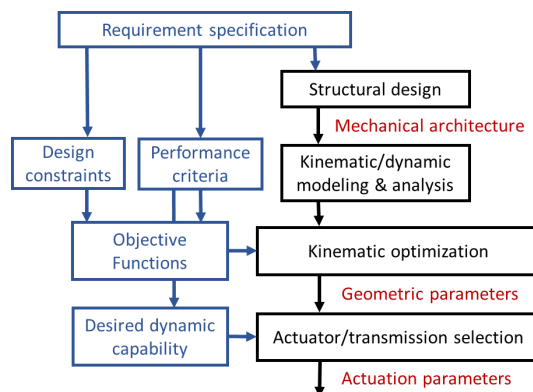 Requirement specification
Structural design
Mechanical architecture
Design
constraints
Performance
criteria
Kinematic/dynamic
modeling & analysis
Objective
Functions
Kinematic optimization
Geometric parameters
Desired dynamic
capability
Actuator/transmission selection
Actuation parameters